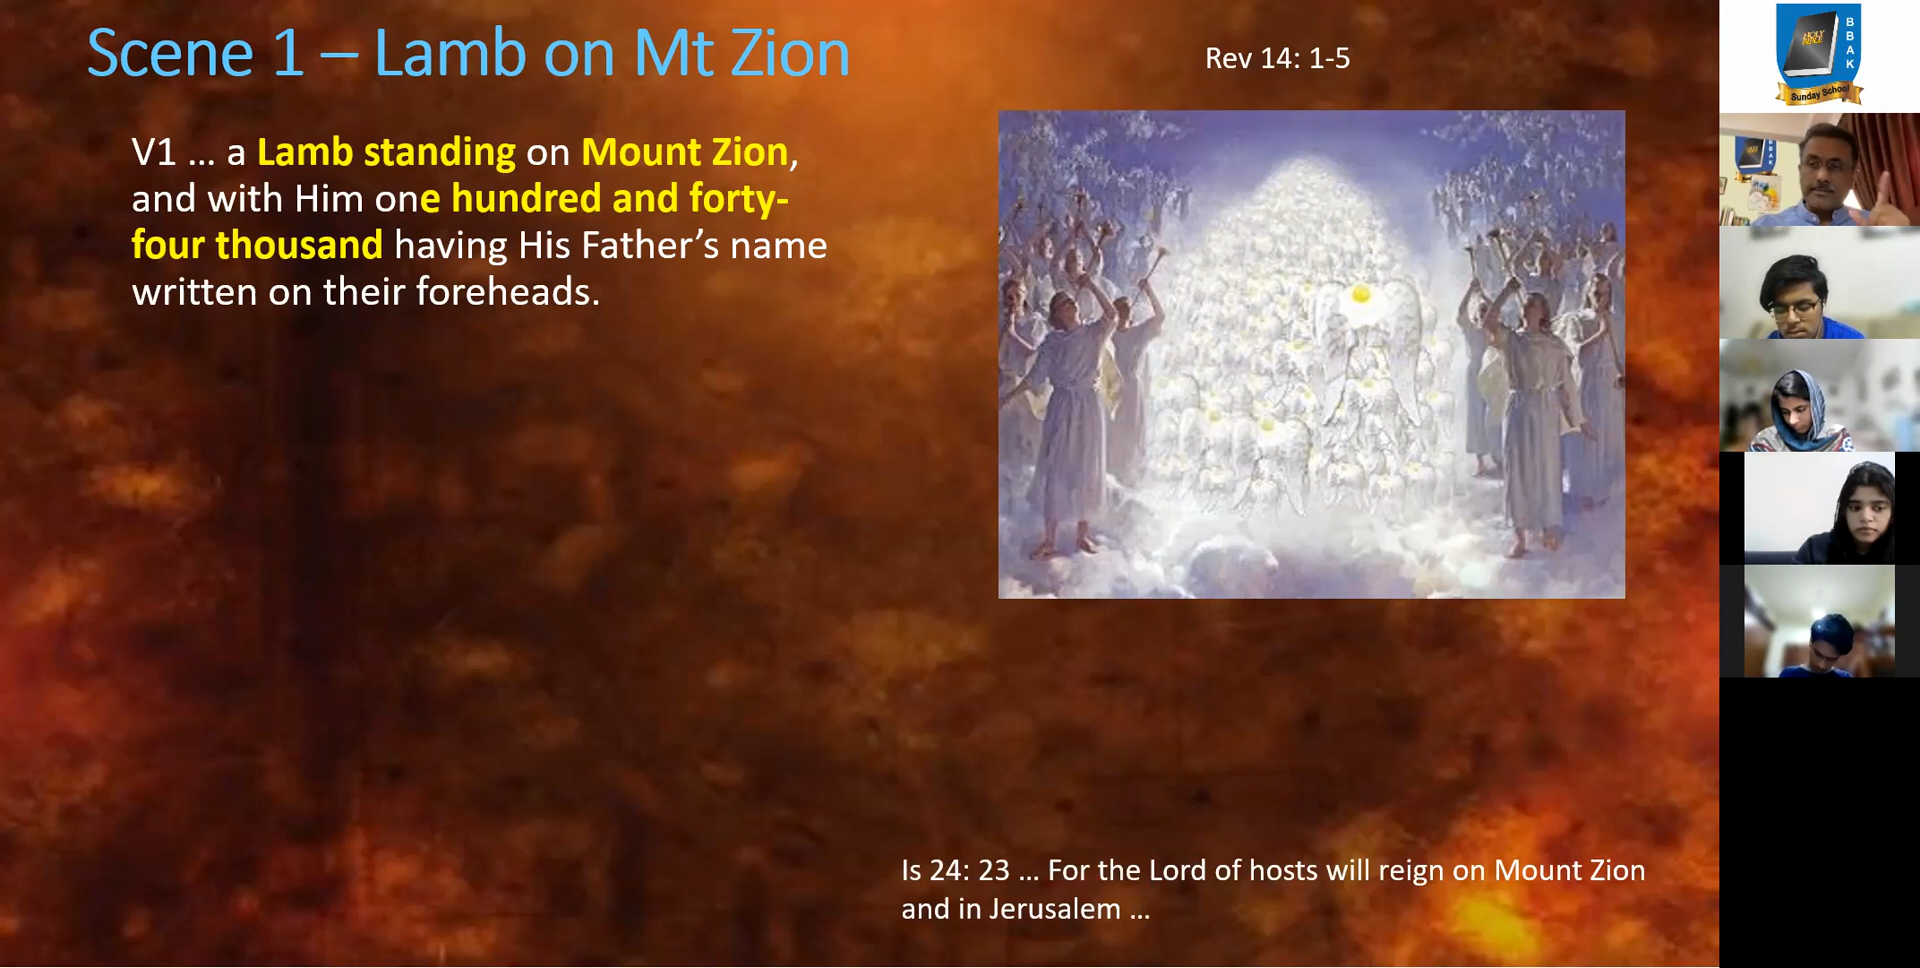 Scene 1 – Lamb on Mt Zion
Rev 14: 1-5
V1 ... a Lamb standing on Mount Zion,
and with Him one hundred and forty-
four thousand having His Father’s name
written on their foreheads.
Is 24: 23 ... For the Lord of hosts will reign on Mount Zion
and in Jerusalem ...
HOLY
BIBLE
B
B
A
K
Sunday School